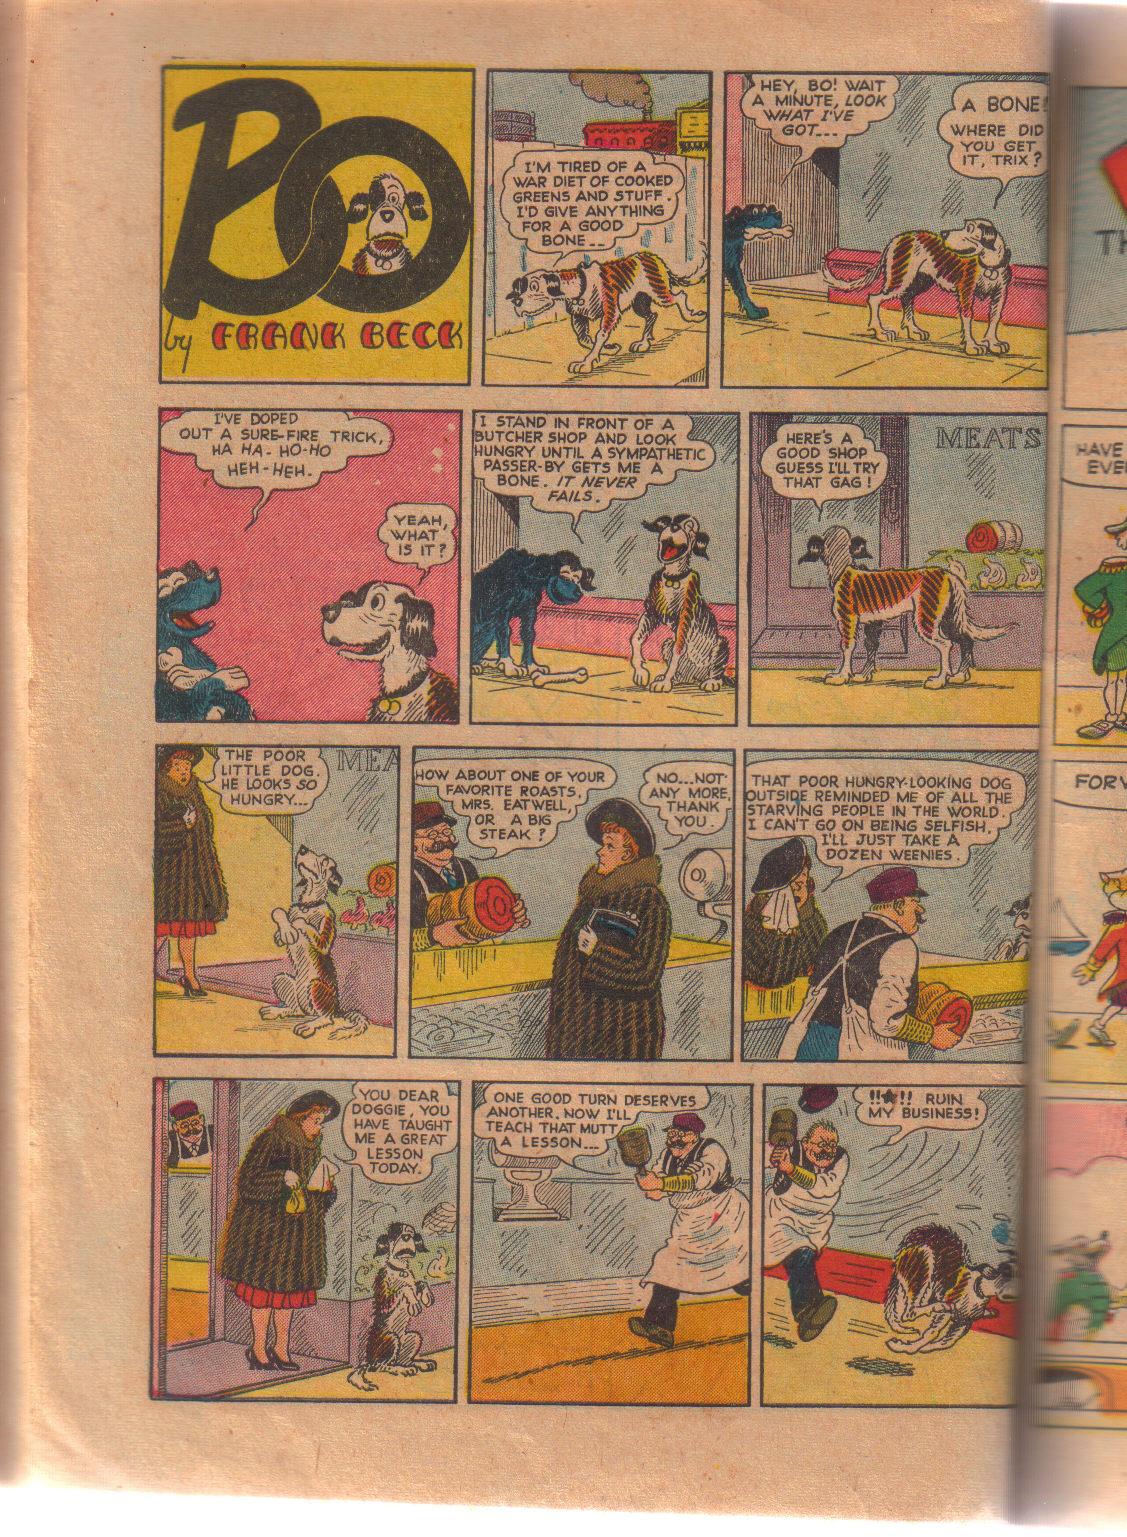 BO
by FRANK BECK
I'M TIRED OF A
WAR DIET OF COOKED
GREENS AND STUFF.
I'D GIVE ANYTHING
FOR A GOOD
BONE--
HEY, BO! WAIT
A MINUTE, LOOK
WHAT I'VE
GOT---
A BONE!
WHERE DID
YOU GET
IT, TRIX?
I'VE DOPED
OUT A SURE-FIRE TRICK,
HA HA-HO-HO
HEH-HEH.
YEAH,
WHAT
IS IT?
I STAND IN FRONT OF A
BUTCHER SHOP AND LOOK
HUNGRY UNTIL A SYMPATHETIC
PASSER-BY GETS ME A
BONE. IT NEVER
FAILS.
HERE'S A
GOOD SHOP
GUESS I'LL TRY
THAT GAG!
MEATS
THE POOR
LITTLE DOG.
HE LOOKS SO
HUNGRY...
MEA
HOW ABOUT ONE OF YOUR
FAVORITE ROASTS,
MRS. EATWELL,
OR A BIG
STEAK?
NO...NOT
ANY MORE,
THANK
YOU.
THAT POOR HUNGRY-LOOKING DOG
OUTSIDE REMINDED ME OF ALL THE
STARVING PEOPLE IN THE WORLD.
I CAN'T GO ON BEING SELFISH,
I'LL JUST TAKE A
DOZEN WEENIES.
YOU DEAR
DOGGIE, YOU
HAVE TAUGHT
ME A GREAT
LESSON
TODAY.
ONE GOOD TURN DESERVES
ANOTHER, NOW I'LL
TEACH THAT MUTT
A LESSON...
!!★!! RUIN
MY BUSINESS!
TH
HAVE
EVE
FORV